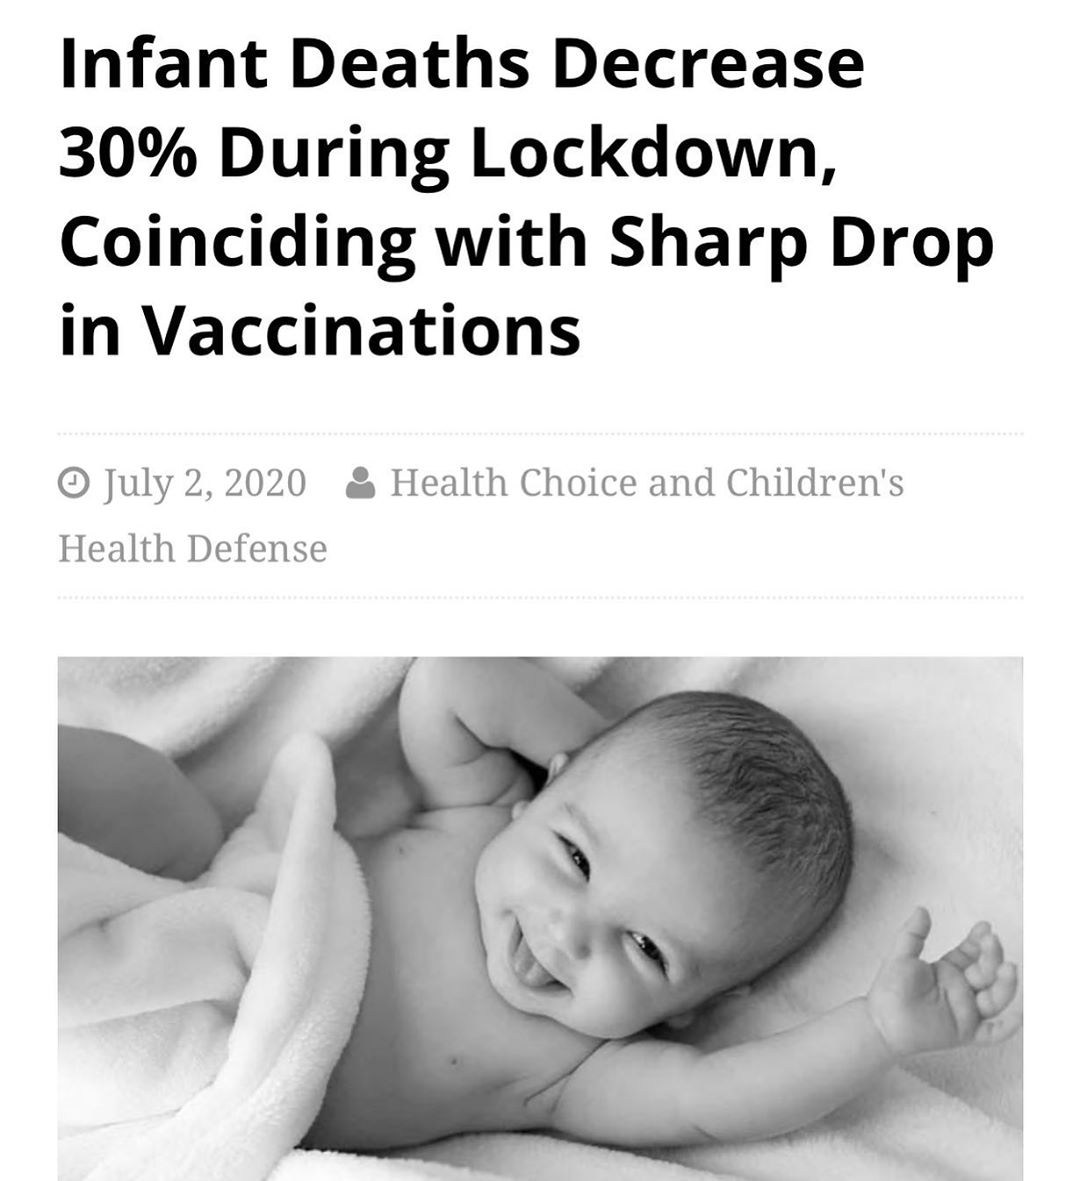 Infant Deaths Decrease
30% During Lockdown,
Coinciding with Sharp Drop
in Vaccinations
July 2, 2020 Health Choice and Children's
Health Defense